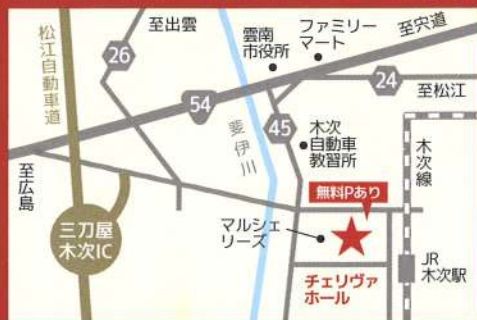 松江自動車道
至出雲
26
雲南
市役所
ファミリー
マート
至宍道
24
至松江
54
45
斐伊川
木次
自動車
教習所
木次線
至広島
無料Pあり
三刀屋
木次IC
マルシェ
リーズ
チェリヴァ
ホール
JR
木次駅